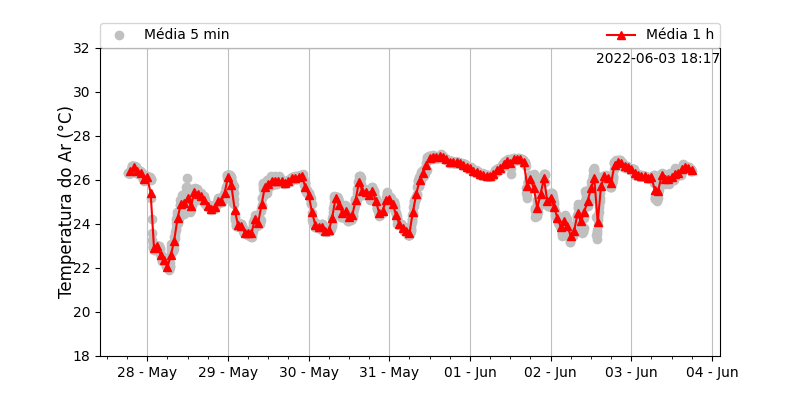 Média 5 min
Média 1 h
2022-06-03 18:17
Temperatura do Ar (°C)
32
30
28
26
24
22
20
18
28 - May
29 - May
30 - May
31 - May
01 - Jun
02 - Jun
03 - Jun
04 - Jun